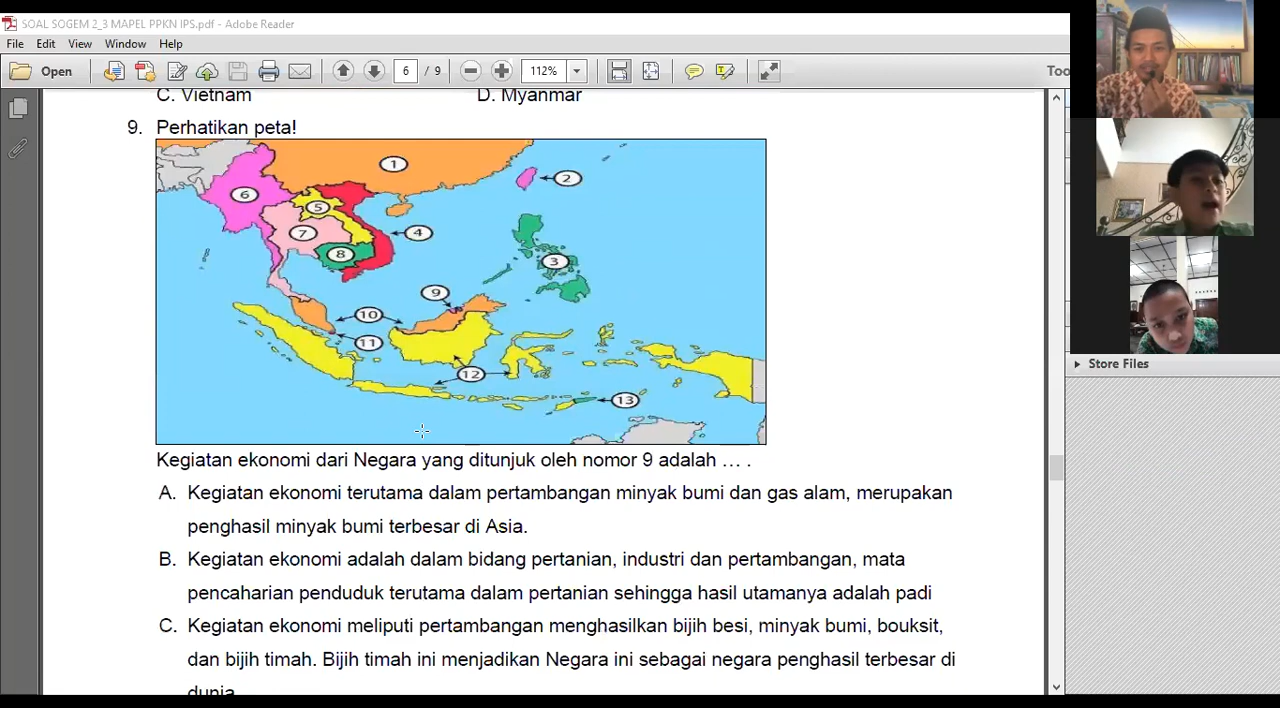 SOAL SOGEM 2_3 MAPEL PPKN IPS.pdf - Adobe Reader
File Edit View Window Help
Open 6 / 9 112% Too
C. Vietnam D. Myanmar
9. Perhatikan peta!
1
2
6
5
7
4
8
3
9
10
11
12
13
Store Files
Kegiatan ekonomi dari Negara yang ditunjuk oleh nomor 9 adalah ... .
A. Kegiatan ekonomi terutama dalam pertambangan minyak bumi dan gas alam, merupakan
penghasil minyak bumi terbesar di Asia.
B. Kegiatan ekonomi adalah dalam bidang pertanian, industri dan pertambangan, mata
pencaharian penduduk terutama dalam pertanian sehingga hasil utamanya adalah padi
C. Kegiatan ekonomi meliputi pertambangan menghasilkan bijih besi, minyak bumi, bouksit,
dan bijih timah. Bijih timah ini menjadikan Negara ini sebagai negara penghasil terbesar di
dunia